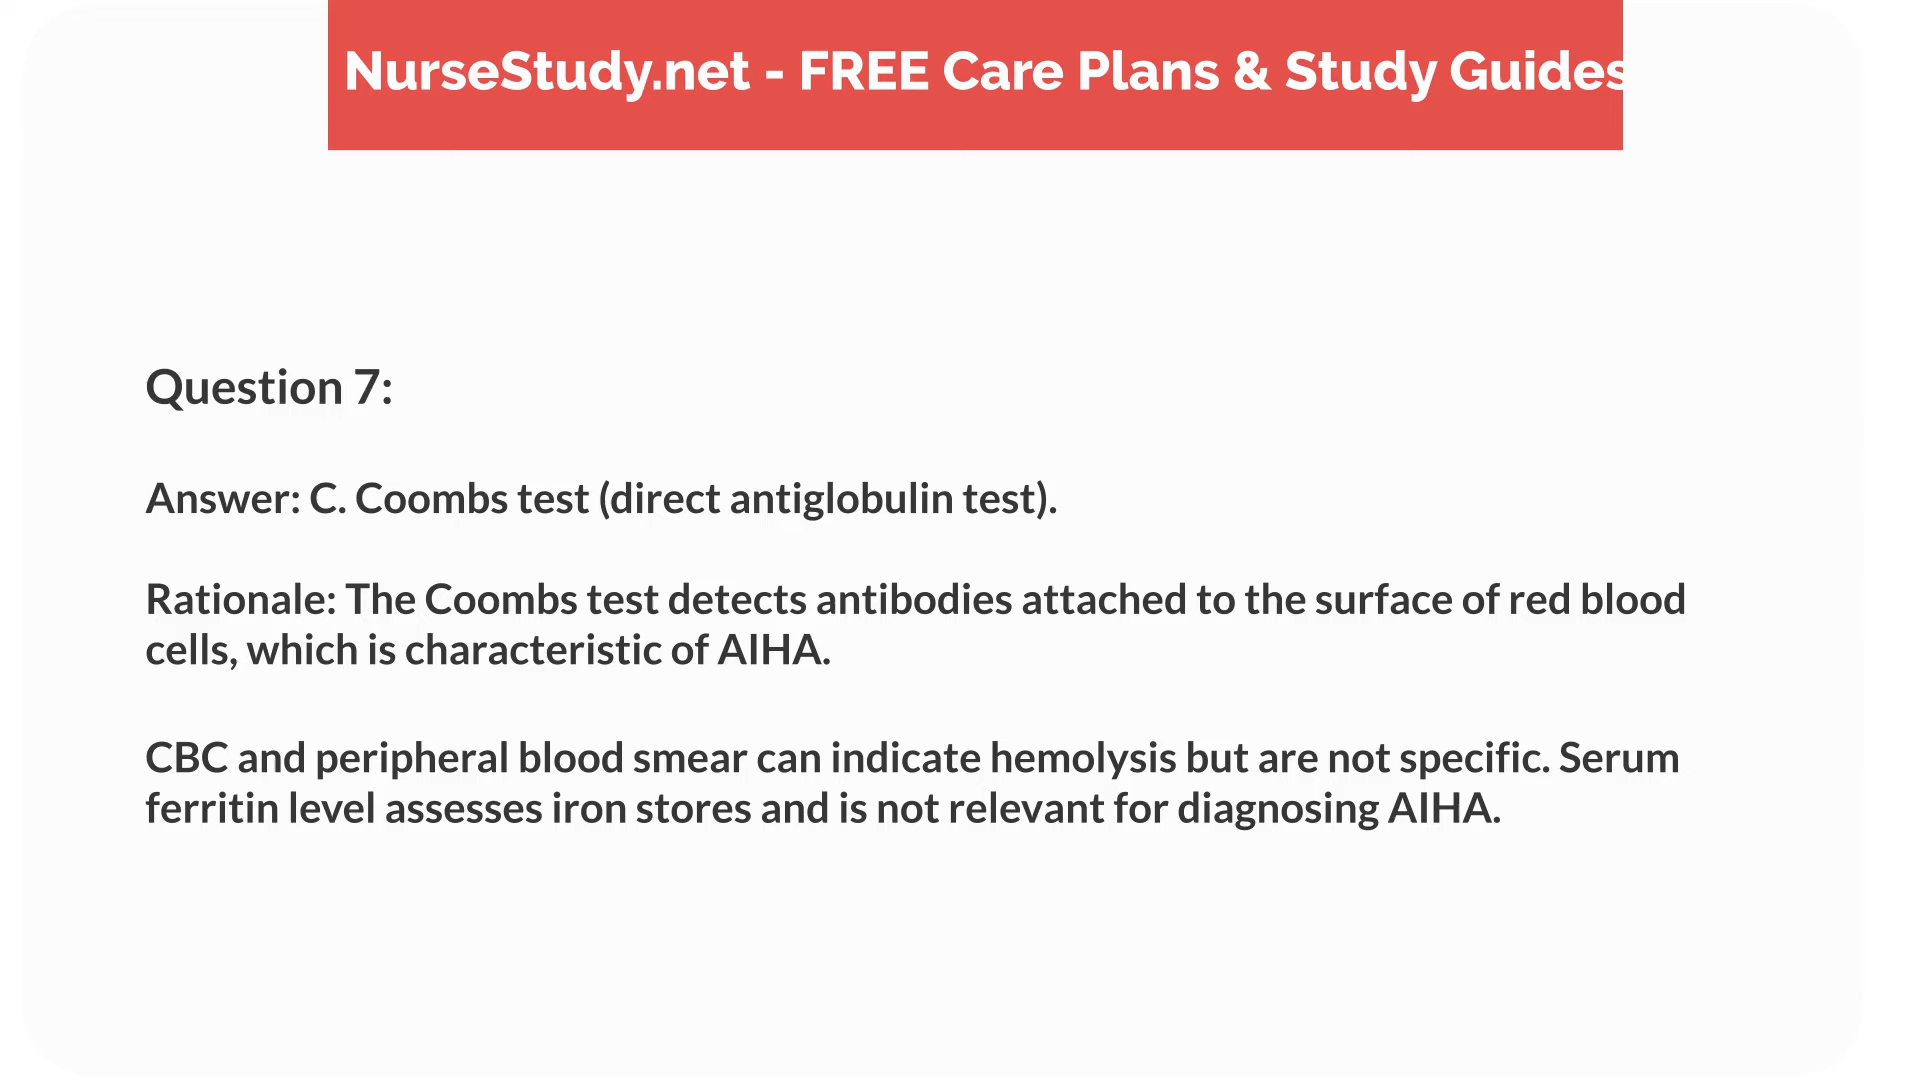 NurseStudy.net - FREE Care Plans & Study Guides
Question 7:
Answer: C. Coombs test (direct antiglobulin test).
Rationale: The Coombs test detects antibodies attached to the surface of red blood
cells, which is characteristic of AIHA.
CBC and peripheral blood smear can indicate hemolysis but are not specific. Serum
ferritin level assesses iron stores and is not relevant for diagnosing AIHA.